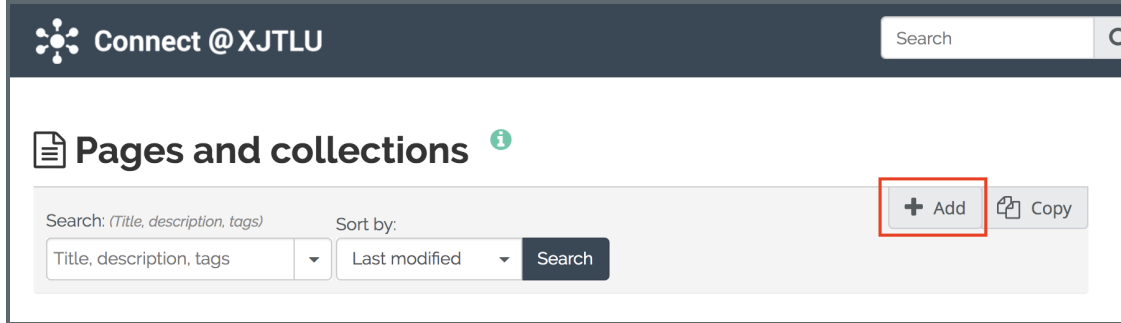 Connect @ XJTLU
Search
Pages and collections
Add
Copy
Search: (Title, description, tags)
Sort by:
Title, description, tags
Last modified
Search